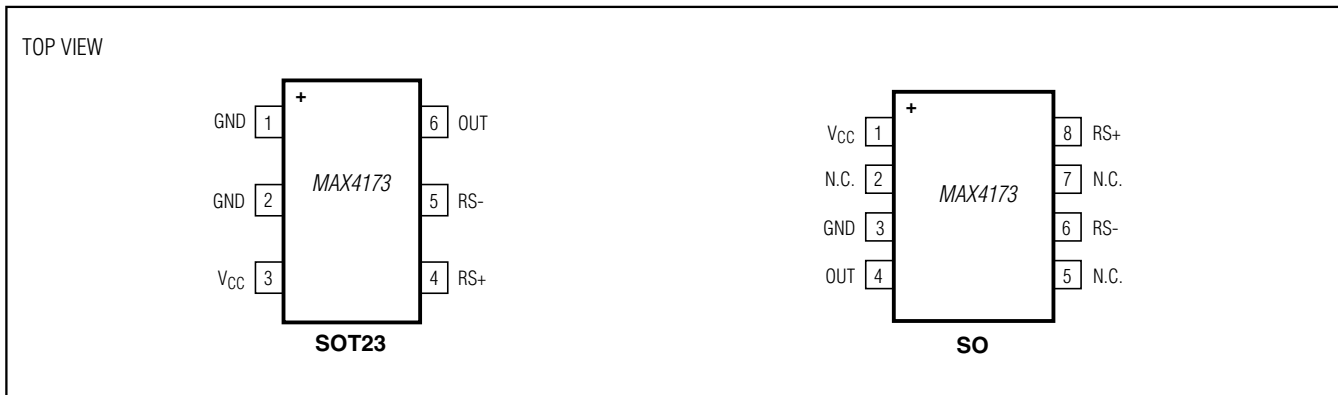 TOP VIEW
+
GND 1
6 OUT
MAX4173
GND 2
5 RS-
VCC 3
4 RS+
SOT23
+
VCC 1
8 RS+
N.C. 2
7 N.C.
MAX4173
GND 3
6 RS-
OUT 4
5 N.C.
SO